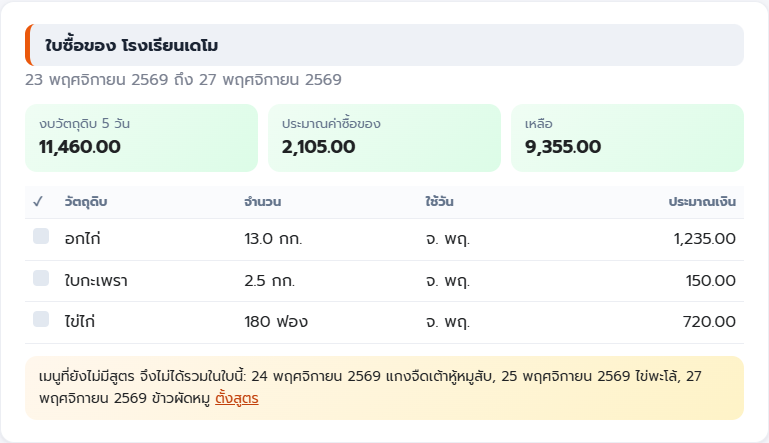 ใบซื้อของ โรงเรียนเดโม
23 พฤศจิกายน 2569 ถึง 27 พฤศจิกายน 2569
งบวัตถุดิบ 5 วัน
11,460.00
ประมาณค่าซื้อของ
2,105.00
เหลือ
9,355.00
✓ วัตถุดิบ จำนวน ใช้วัน ประมาณเงิน
อกไก่ 13.0 กก. จ. พฤ. 1,235.00
ใบกะเพรา 2.5 กก. จ. พฤ. 150.00
ไข่ไก่ 180 ฟอง จ. พฤ. 720.00
เมนูที่ยังไม่มีสูตร จึงไม่ได้รวมในใบนี้: 24 พฤศจิกายน 2569 แกงจืดเต้าหู้หมูสับ, 25 พฤศจิกายน 2569 ไข่พะโล้, 27
พฤศจิกายน 2569 ข้าวผัดหมู ตั้งสูตร